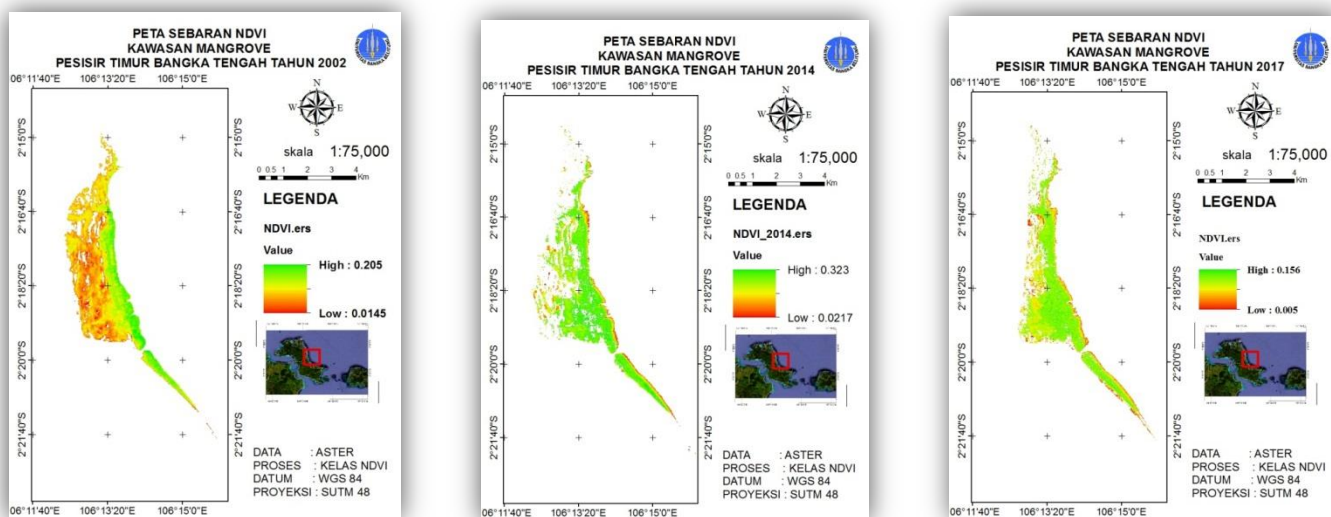 PETA SEBARAN NDVI
KAWASAN MANGROVE
PESISIR TIMUR BANGKA TENGAH TAHUN 2002
06°11'40"E 106°13'20"E 106°15'0"E
N
W E
S
skala 1:75,000
0 0.5 1 2 3 4
Km
LEGENDA
NDVI.ers
Value
High : 0.205
Low : 0.0145
2°15'0"S
2°16'40"S
2°18'20"S
2°20'0"S
2°21'40"S
DATA : ASTER
PROSES : KELAS NDVI
DATUM : WGS 84
PROYEKSI : SUTM 48
106°11'40"E 106°13'20"E 106°15'0"E
PETA SEBARAN NDVI
KAWASAN MANGROVE
PESISIR TIMUR BANGKA TENGAH TAHUN 2014
06°11'40"E 106°13'20"E 106°15'0"E
N
W E
S
skala 1:75,000
0 0.5 1 2 3 4
Km
LEGENDA
NDVI_2014.ers
Value
High : 0.323
Low : 0.0217
2°15'0"S
2°16'40"S
2°18'20"S
2°20'0"S
2°21'40"S
DATA : ASTER
PROSES : KELAS NDVI
DATUM : WGS 84
PROYEKSI : SUTM 48
106°11'40"E 106°13'20"E 106°15'0"E
PETA SEBARAN NDVI
KAWASAN MANGROVE
PESISIR TIMUR BANGKA TENGAH TAHUN 2017
06°11'40"E 106°13'20"E 106°15'0"E
N
W E
S
skala 1:75,000
0 0.5 1 2 3 4
Km
LEGENDA
NDVI.ers
Value
High : 0.156
Low : 0.005
2°15'0"S
2°16'40"S
2°18'20"S
2°20'0"S
2°21'40"S
DATA : ASTER
PROSES : KELAS NDVI
DATUM : WGS 84
PROYEKSI : SUTM 48
106°11'40"E 106°13'20"E 106°15'0"E